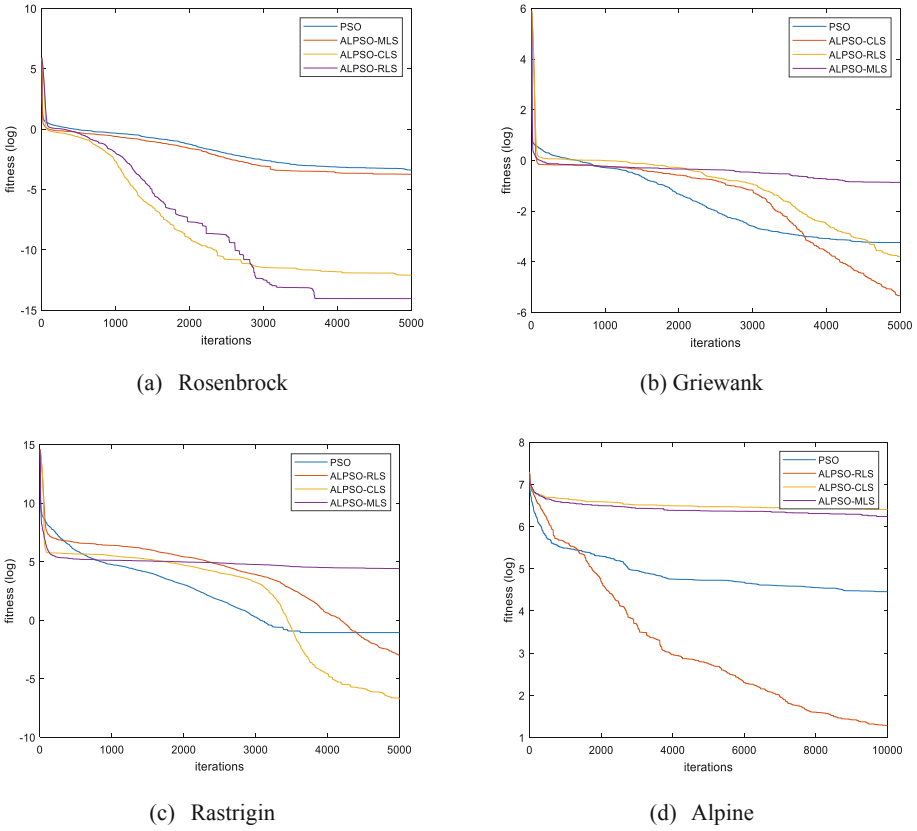 10
5
0
-5
-10
-15
fitness (log)
0 1000 2000 3000 4000 5000
iterations
PSO
ALPSO-MLS
ALPSO-CLS
ALPSO-RLS
(a) Rosenbrock
6
4
2
0
-2
-4
-6
fitness (log)
0 1000 2000 3000 4000 5000
iterations
PSO
ALPSO-CLS
ALPSO-RLS
ALPSO-MLS
(b) Griewank
15
10
5
0
-5
-10
fitness (log)
0 1000 2000 3000 4000 5000
iterations
PSO
ALPSO-RLS
ALPSO-CLS
ALPSO-MLS
(c) Rastrigin
8
7
6
5
4
3
2
1
fitness (log)
0 2000 4000 6000 8000 10000
iterations
PSO
ALPSO-RLS
ALPSO-CLS
ALPSO-MLS
(d) Alpine